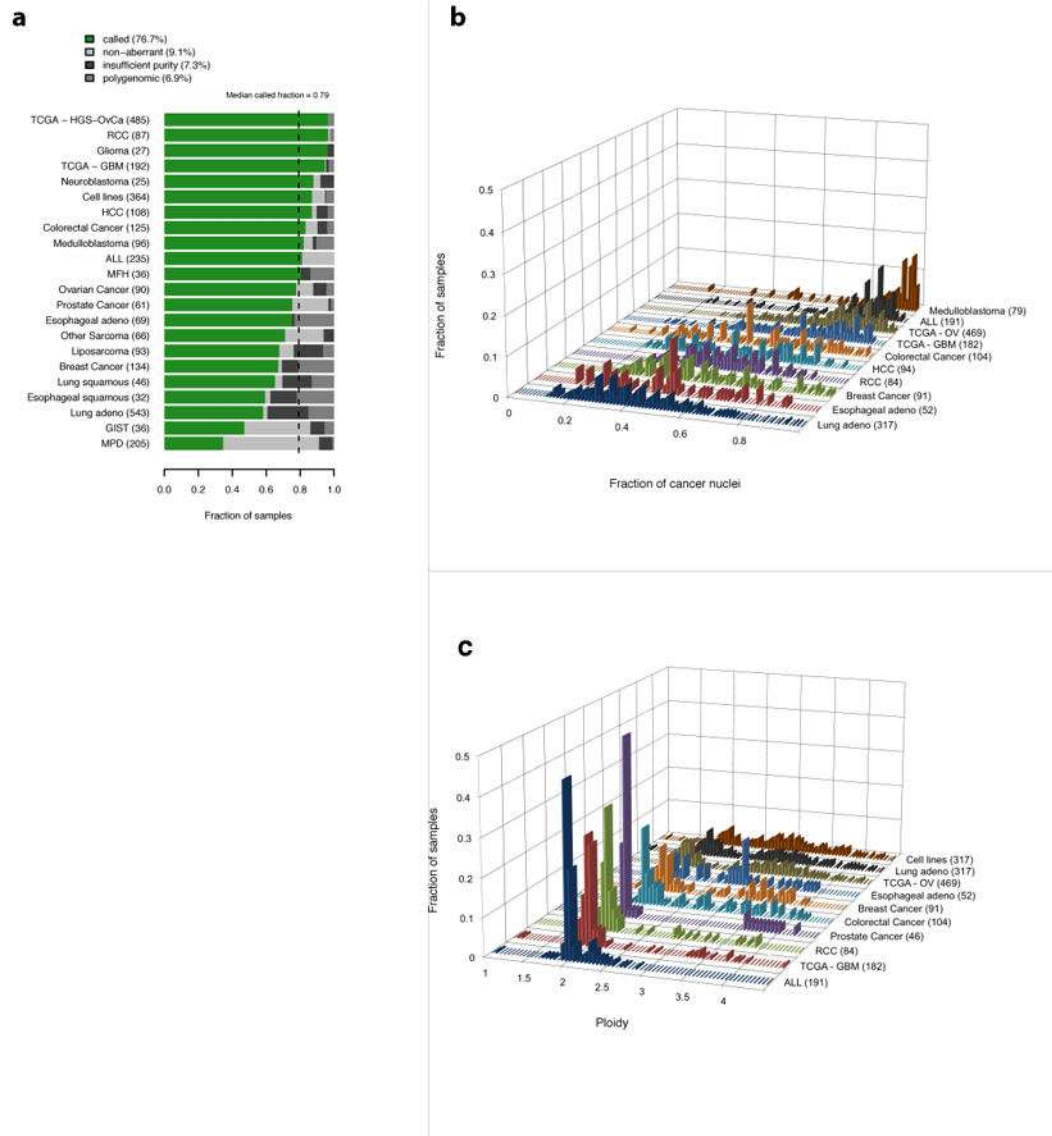 a
called (76.7%)
non-aberrant (9.1%)
insufficient purity (7.3%)
polygenomic (6.9%)
Median called fraction = 0.79
TCGA - HGS-OvCa (485)
RCC (87)
Glioma (27)
TCGA - GBM (192)
Neuroblastoma (25)
Cell lines (364)
HCC (108)
Colorectal Cancer (125)
Medulloblastoma (96)
ALL (235)
MFH (36)
Ovarian Cancer (90)
Prostate Cancer (61)
Esophageal adeno (69)
Other Sarcoma (66)
Liposarcoma (93)
Breast Cancer (134)
Lung squamous (46)
Esophageal squamous (32)
Lung adeno (543)
GIST (36)
MPD (205)
0.0 0.2 0.4 0.6 0.8 1.0
Fraction of samples
b
0.5
0.4
0.3
0.2
0.1
0
Fraction of samples
0 0.2 0.4 0.6 0.8
Medulloblastoma (79)
ALL (191)
TCGA - OV (469)
TCGA - GBM (182)
Colorectal Cancer (104)
HCC (94)
RCC (84)
Breast Cancer (91)
Esophageal adeno (52)
Lung adeno (317)
Fraction of cancer nuclei
c
0.5
0.4
0.3
0.2
0.1
0
Fraction of samples
1 1.5 2 2.5 3 3.5 4
Cell lines (317)
Lung adeno (317)
TCGA - OV (469)
Esophageal adeno (52)
Breast Cancer (91)
Colorectal Cancer (104)
Prostate Cancer (46)
RCC (84)
TCGA - GBM (182)
ALL (191)
Ploidy